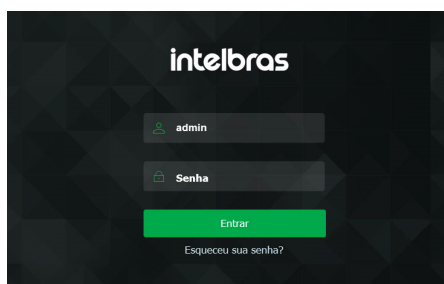 intelbras
admin
Senha
Entrar
Esqueceu sua senha?